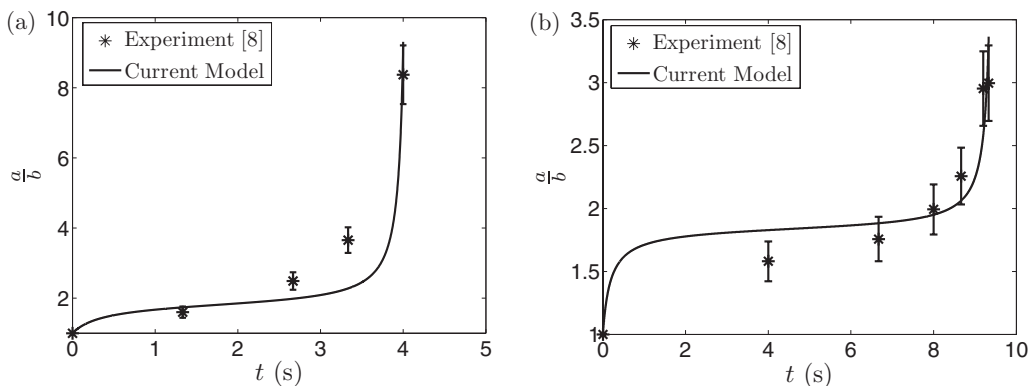 (a)
Experiment [8]
Current Model
10
8
6
4
2
a/b
0 1 2 3 4 5
t (s)
(b)
Experiment [8]
Current Model
3.5
3
2.5
2
1.5
1
a/b
0 2 4 6 8 10
t (s)